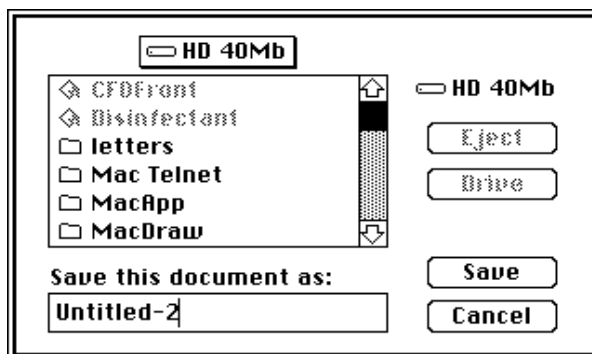 HD 40Mb
CFDFront
Disinfectant
letters
Mac Telnet
MacApp
MacDraw
HD 40Mb
Eject
Drive
Save this document as:
Untitled-2
Save
Cancel